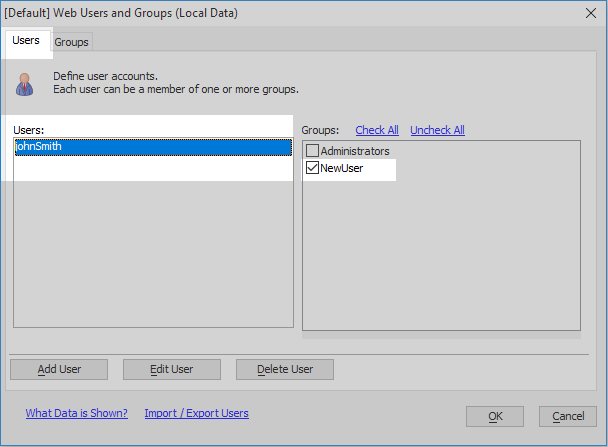 [Default] Web Users and Groups (Local Data)
Users Groups
Define user accounts.
Each user can be a member of one or more groups.
Users: Groups: Check All Uncheck All
johnSmith
Administrators
NewUser
Add User Edit User Delete User
What Data is Shown? Import / Export Users OK Cancel